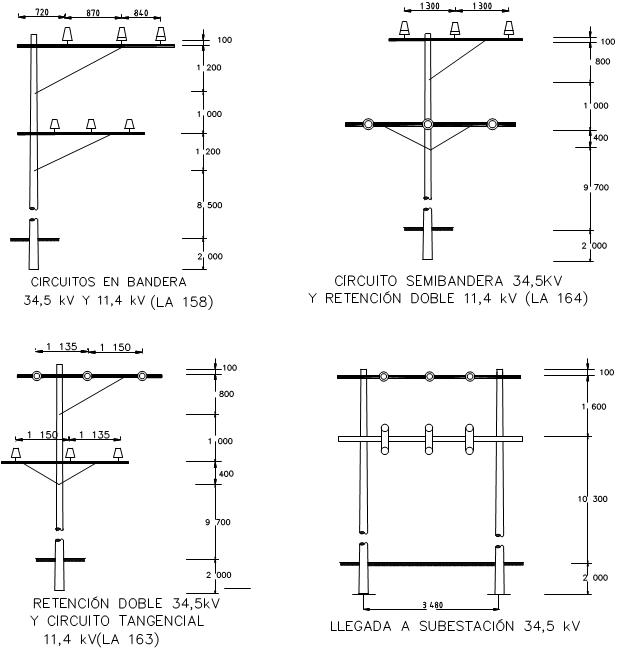 720 870 840
100
1 200
1 000
1 200
8 500
2 000
CIRCUITOS EN BANDERA
34,5 kV Y 11,4 kV (LA 158)
1300 1300
100
800
1 000
400
9 700
2 000
CIRCUITO SEMIBANDERA 34,5KV
Y RETENCIÓN DOBLE 11,4 kV (LA 164)
1 135 1 150
100
800
1 150 1 135
1 000
400
9 700
2 000
RETENCIÓN DOBLE 34,5kV
Y CIRCUITO TANGENCIAL
11,4 kV(LA 163)
100
1 600
10 300
2 000
3 480
LLEGADA A SUBESTACIÓN 34,5 kV